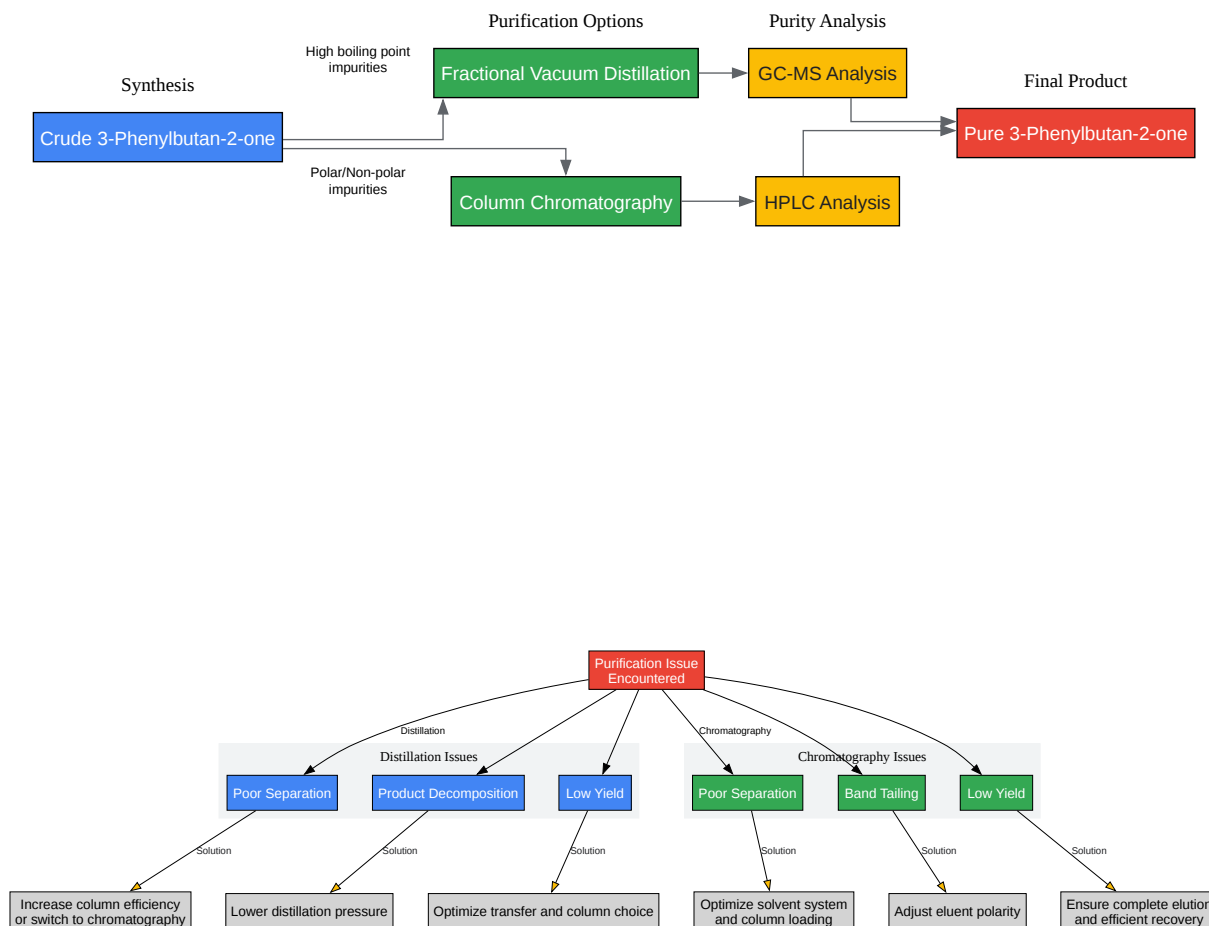 Purification Options
Purity Analysis
High boiling point
impurities
Fractional Vacuum Distillation
GC-MS Analysis
Synthesis
Final Product
Crude 3-Phenylbutan-2-one
Pure 3-Phenylbutan-2-one
Polar/Non-polar
impurities
Column Chromatography
HPLC Analysis
Purification Issue
Encountered
Distillation
Chromatography
Distillation Issues
Chromatography Issues
Poor Separation
Product Decomposition
Low Yield
Poor Separation
Band Tailing
Low Yield
Solution
Solution
Solution
Solution
Solution
Solution
Increase column efficiency
or switch to chromatography
Lower distillation pressure
Optimize transfer and column choice
Optimize solvent system
and column loading
Adjust eluent polarity
Ensure complete elution
and efficient recovery